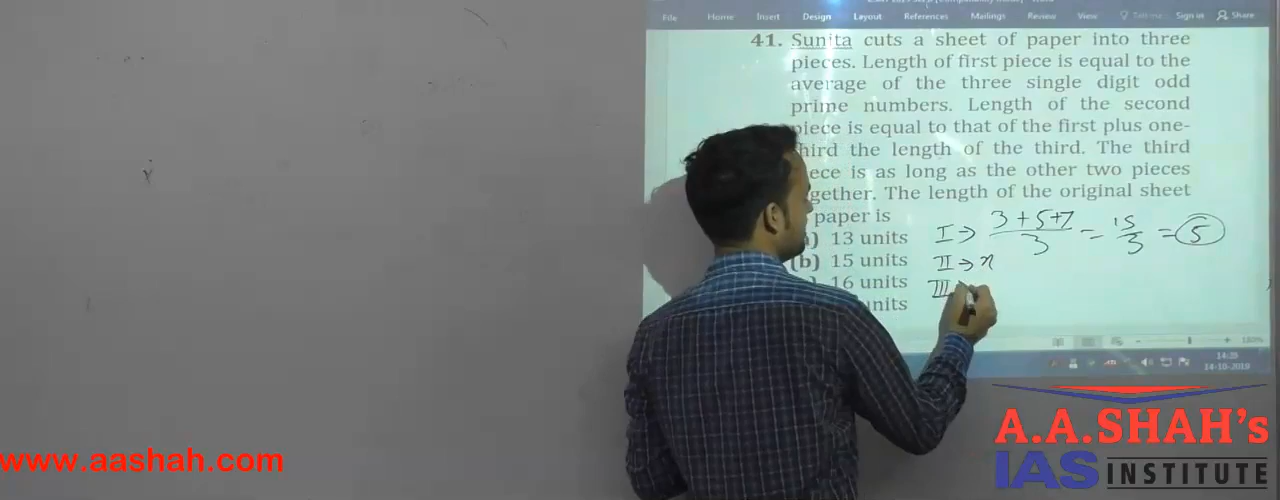 File Home Insert Design Layout References Mailings Review View Sign in Share
41. Sunita cuts a sheet of paper into three
pieces. Length of first piece is equal to the
average of the three single digit odd
prime numbers. Length of the second
piece is equal to that of the first plus one-
third the length of the third. The third
piece is as long as the other two pieces
together. The length of the original sheet
paper is
13 units
(b) 15 units
16 units
units
I → 3+5+7/3 = 15/3 = 5
II → x
III
14:28
14-10-2019
A.A.SHAH's
IAS INSTITUTE
www.aashah.com